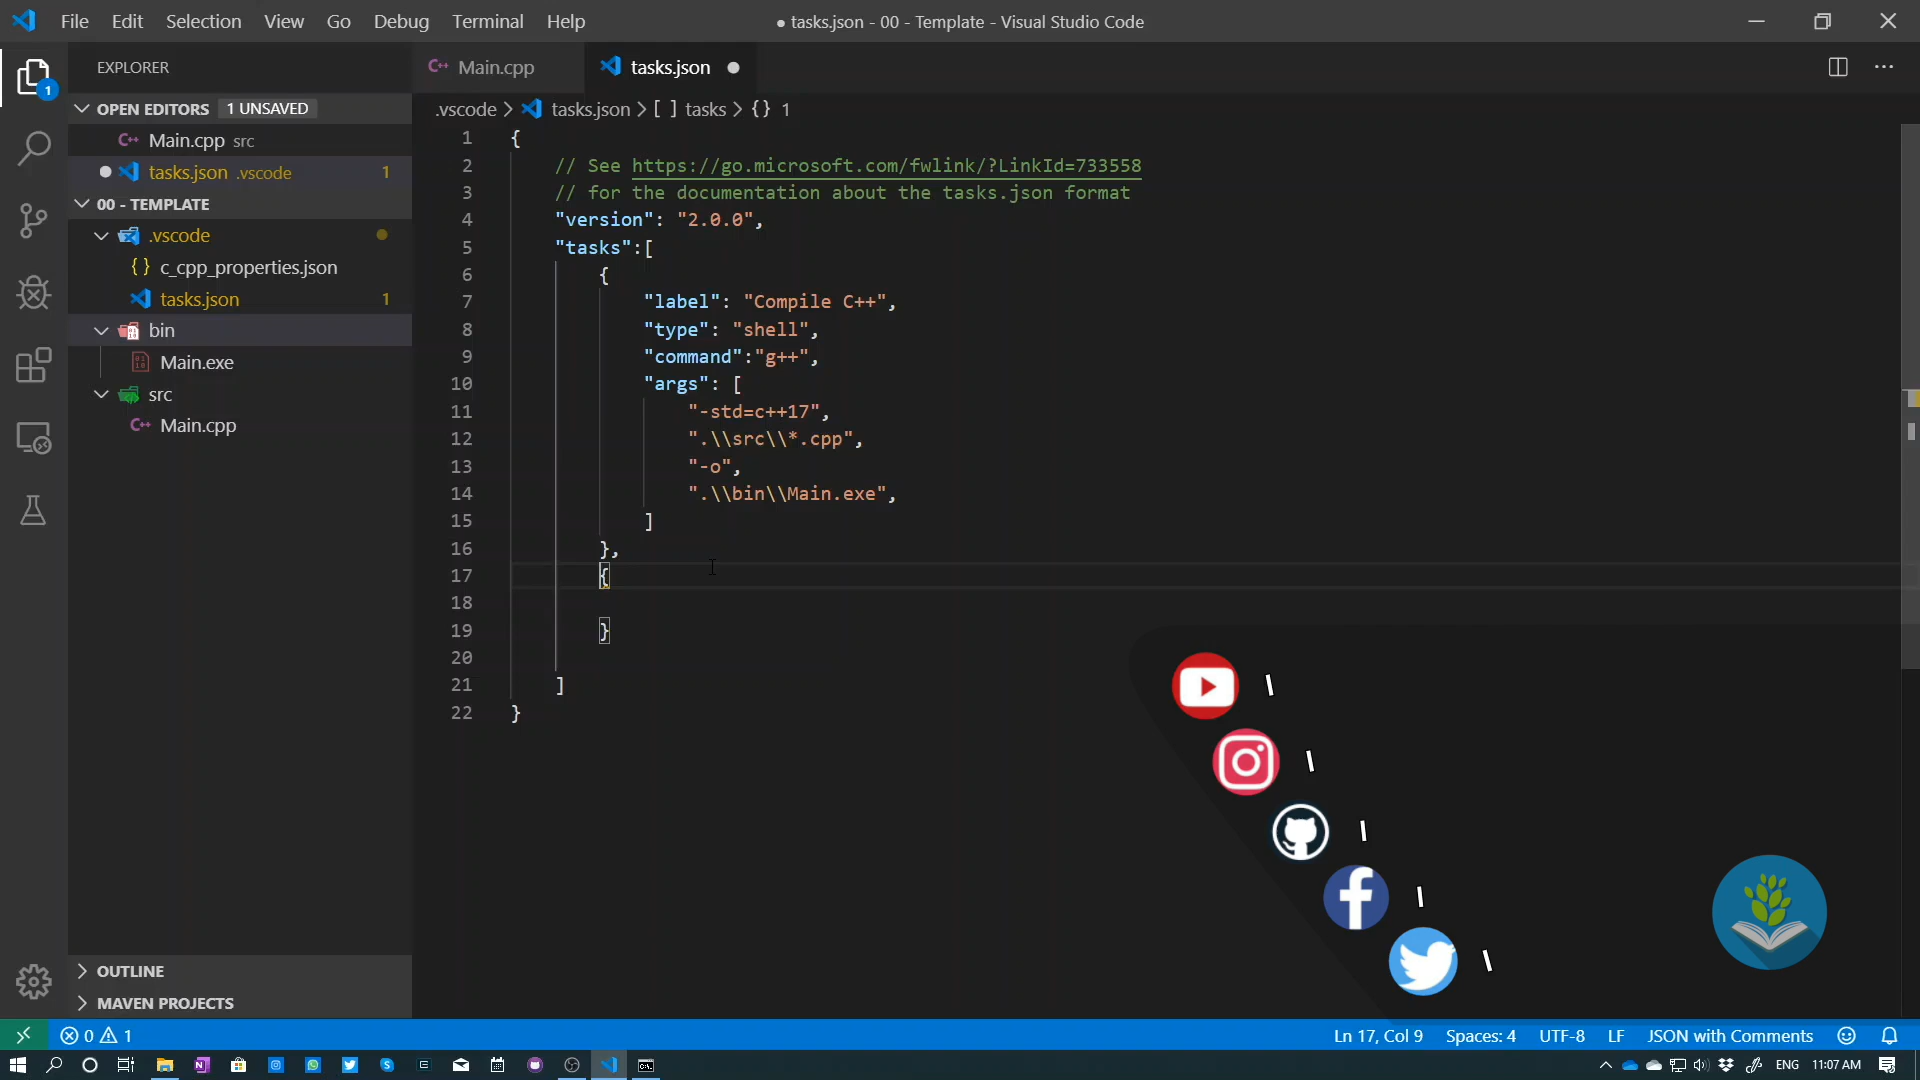 File Edit Selection View Go Debug Terminal Help
● tasks.json - 00 - Template - Visual Studio Code
EXPLORER
OPEN EDITORS 1 UNSAVED
Main.cpp src
tasks.json .vscode 1
00 - TEMPLATE
.vscode
{ } c_cpp_properties.json
tasks.json 1
bin
Main.exe
src
Main.cpp
OUTLINE
MAVEN PROJECTS
1
Main.cpp tasks.json ●
.vscode > tasks.json > [ ] tasks > {} 1
1 {
2 // See https://go.microsoft.com/fwlink/?LinkId=733558
3 // for the documentation about the tasks.json format
4 "version": "2.0.0",
5 "tasks":[
6 {
7 "label": "Compile C++",
8 "type": "shell",
9 "command":"g++",
10 "args": [
11 "-std=c++17",
12 ".\\src\\*.cpp",
13 "-o",
14 ".\\bin\\Main.exe",
15 ]
16 },
17 {
18
19 }
20
21 ]
22 }
0 1
Ln 17, Col 9 Spaces: 4 UTF-8 LF JSON with Comments
ENG 11:07 AM